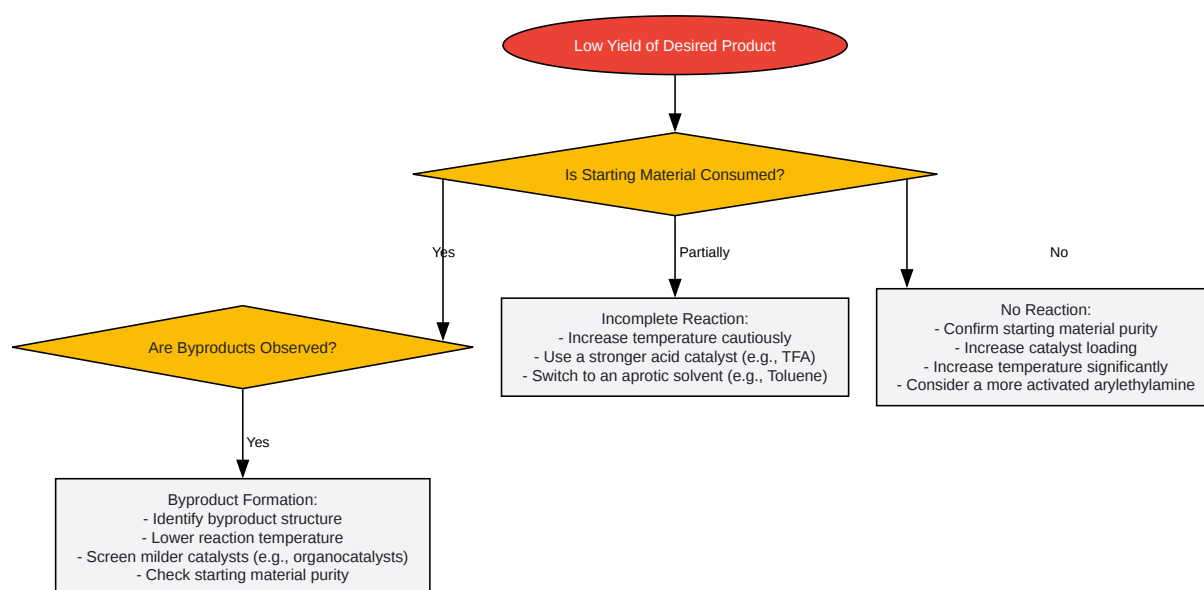 Low Yield of Desired Product
Is Starting Material Consumed?
Yes
Partially
No
Are Byproducts Observed?
Incomplete Reaction:
- Increase temperature cautiously
- Use a stronger acid catalyst (e.g., TFA)
- Switch to an aprotic solvent (e.g., Toluene)
No Reaction:
- Confirm starting material purity
- Increase catalyst loading
- Increase temperature significantly
- Consider a more activated arylethylamine
Yes
Byproduct Formation:
- Identify byproduct structure
- Lower reaction temperature
- Screen milder catalysts (e.g., organocatalysts)
- Check starting material purity